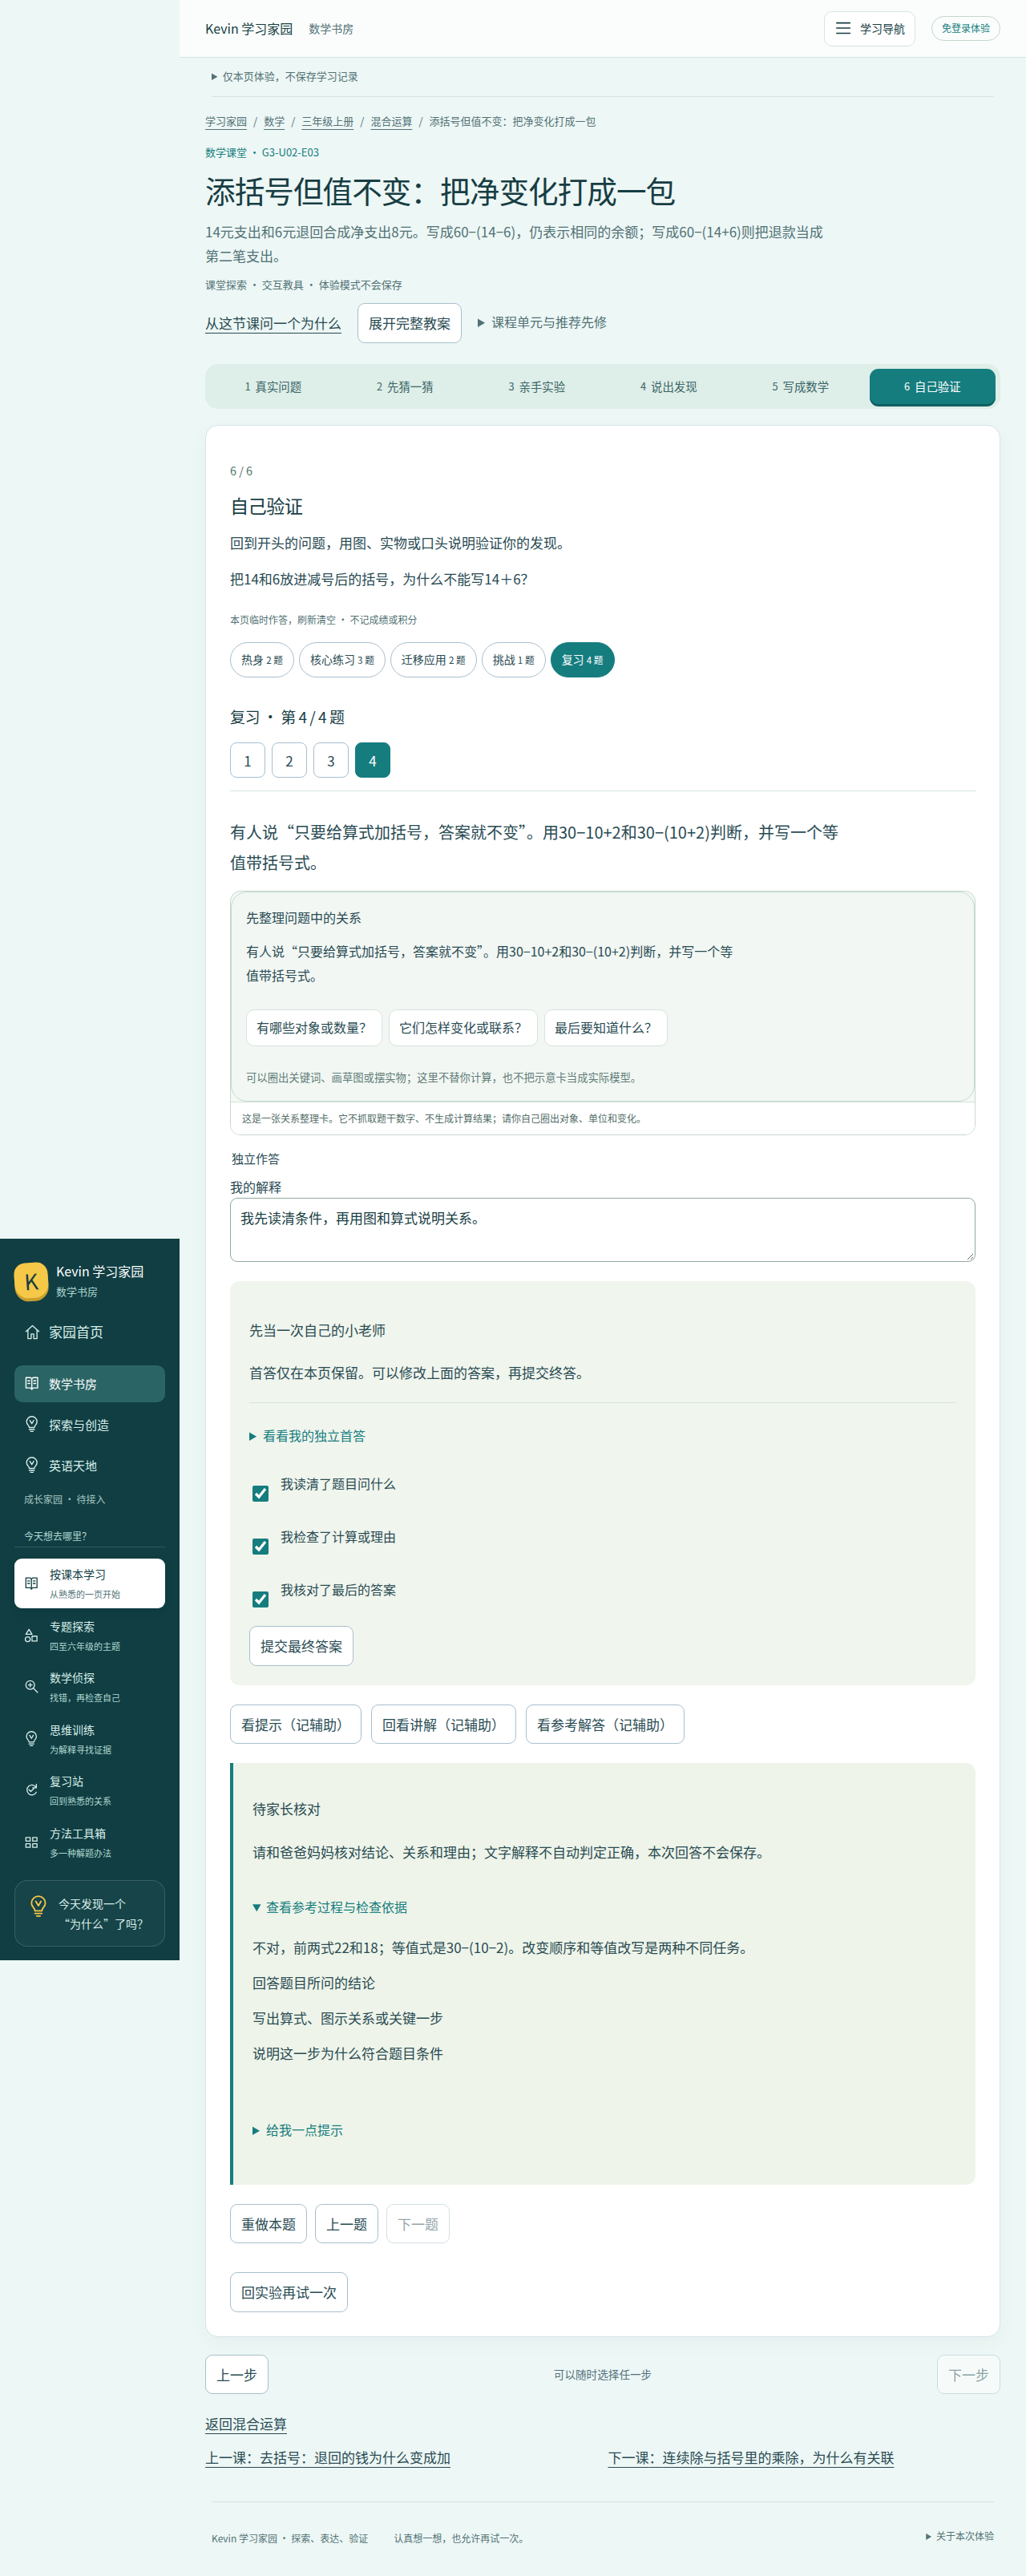 Kevin 学习家园 数学书房 学习导航 免登录体验
仅本页体验，不保存学习记录
学习家园 / 数学 / 三年级上册 / 混合运算 / 添括号但值不变：把净变化打成一包
数学课堂 • G3-U02-E03
添括号但值不变：把净变化打成一包
14元支出和6元退回合成净支出8元。写成60−(14−6)，仍表示相同的余额；写成60−(14+6)则把退款当成
第二笔支出。
课堂探索 • 交互教具 • 体验模式不会保存
从这节课问一个为什么 展开完整教案 课程单元与推荐先修
1 真实问题 2 先猜一猜 3 亲手实验 4 说出发现 5 写成数学 6 自己验证
6 / 6
自己验证
回到开头的问题，用图、实物或口头说明验证你的发现。
把14和6放进减号后的括号，为什么不能写14＋6？
本页临时作答，刷新清空 • 不记成绩或积分
热身 2 题 核心练习 3 题 迁移应用 2 题 挑战 1 题 复习 4 题
复习 • 第 4 / 4 题
1 2 3 4
有人说“只要给算式加括号，答案就不变”。用30−10+2和30−(10+2)判断，并写一个等
值带括号式。
先整理问题中的关系
有人说“只要给算式加括号，答案就不变”。用30−10+2和30−(10+2)判断，并写一个等
值带括号式。
有哪些对象或数量？ 它们怎样变化或联系？ 最后要知道什么？
可以圈出关键词、画草图或摆实物；这里不替你计算，也不把示意卡当成实际模型。
这是一张关系整理卡。它不抓取题干数字、不生成计算结果；请你自己圈出对象、单位和变化。
独立作答
我的解释
我先读清条件，再用图和算式说明关系。
先当一次自己的小老师
首答仅在本页保留。可以修改上面的答案，再提交终答。
看看我的独立首答
我读清了题目问什么
我检查了计算或理由
我核对了最后的答案
提交最终答案
看提示（记辅助） 回看讲解（记辅助） 看参考解答（记辅助）
待家长核对
请和爸爸妈妈核对结论、关系和理由；文字解释不自动判定正确，本次回答不会保存。
查看参考过程与检查依据
不对，前两式22和18；等值式是30−(10−2)。改变顺序和等值改写是两种不同任务。
回答题目所问的结论
写出算式、图示关系或关键一步
说明这一步为什么符合题目条件
给我一点提示
重做本题 上一题 下一题
回实验再试一次
上一步 可以随时选择任一步 下一步
返回混合运算
上一课：去括号：退回的钱为什么变成加 下一课：连续除与括号里的乘除，为什么有关联
Kevin 学习家园 • 探索、表达、验证 认真想一想，也允许再试一次。 关于本次体验
K
Kevin 学习家园
数学书房
家园首页
数学书房
探索与创造
英语天地
成长家园 • 待接入
今天想去哪里？
按课本学习
从熟悉的一页开始
专题探索
四至六年级的主题
数学侦探
找错，再检查自己
思维训练
为解释寻找证据
复习站
回到熟悉的关系
方法工具箱
多一种解题办法
今天发现一个
“为什么”了吗？